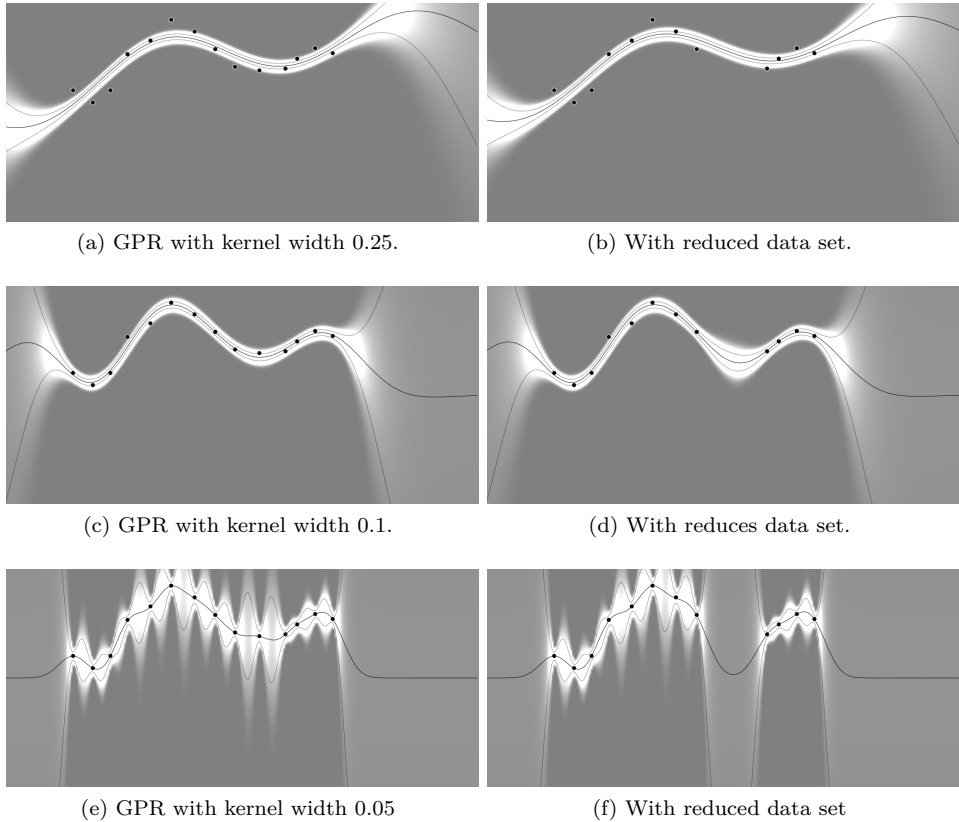 (a) GPR with kernel width 0.25.
(b) With reduced data set.
(c) GPR with kernel width 0.1.
(d) With reduces data set.
(e) GPR with kernel width 0.05
(f) With reduced data set